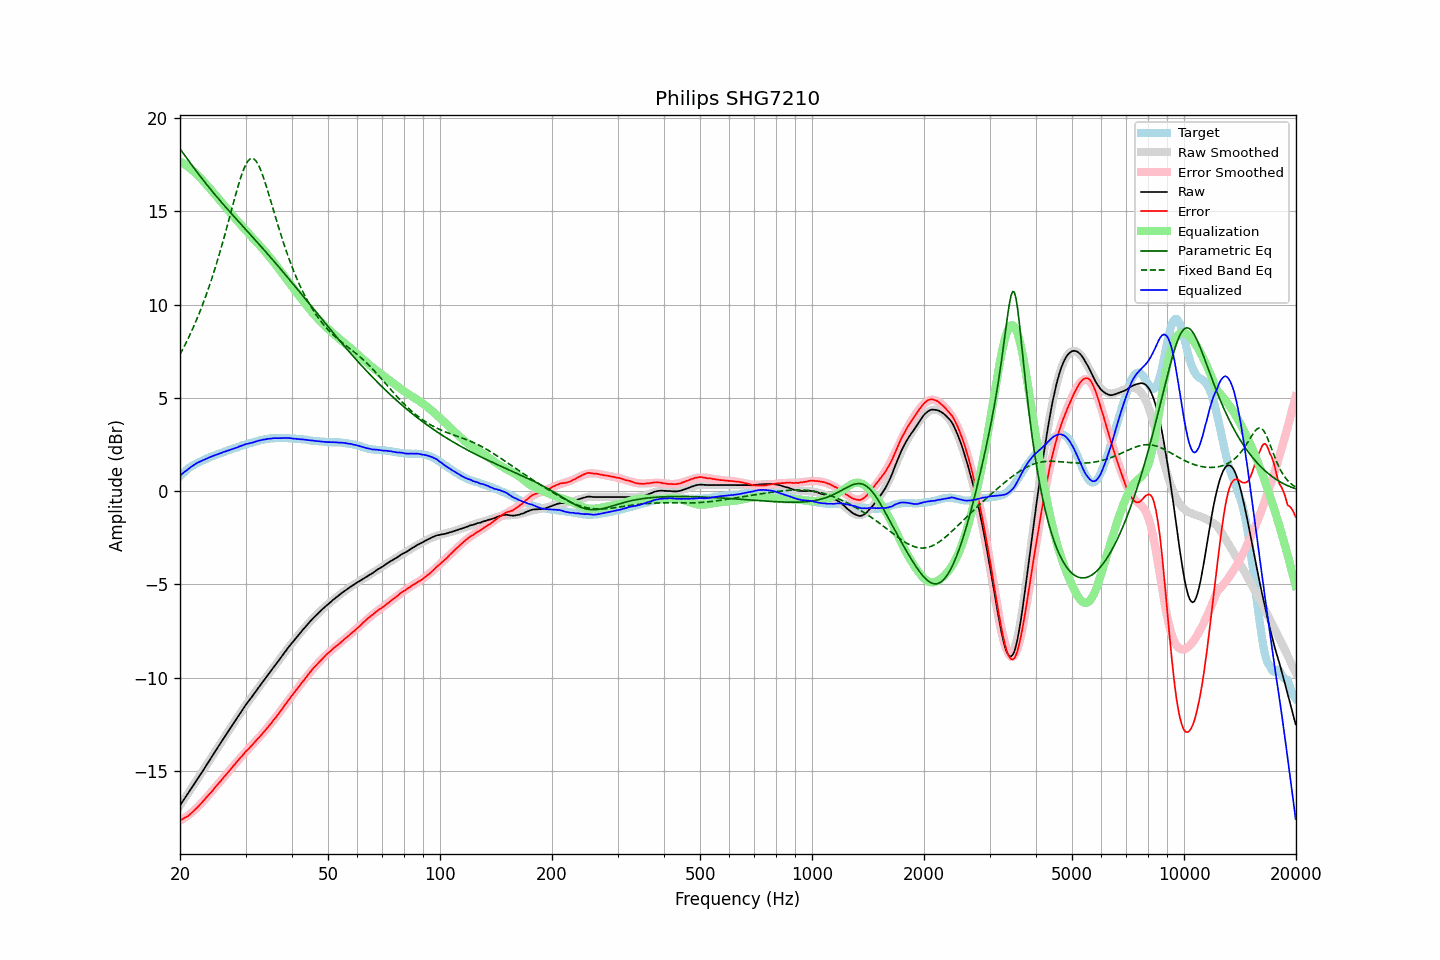 Philips SHG7210
Amplitude (dBr)
20
15
10
5
0
−5
−10
−15
Target
Raw Smoothed
Error Smoothed
Raw
Error
Equalization
Parametric Eq
Fixed Band Eq
Equalized
20 50 100 200 500 1000 2000 5000 10000 20000
Frequency (Hz)